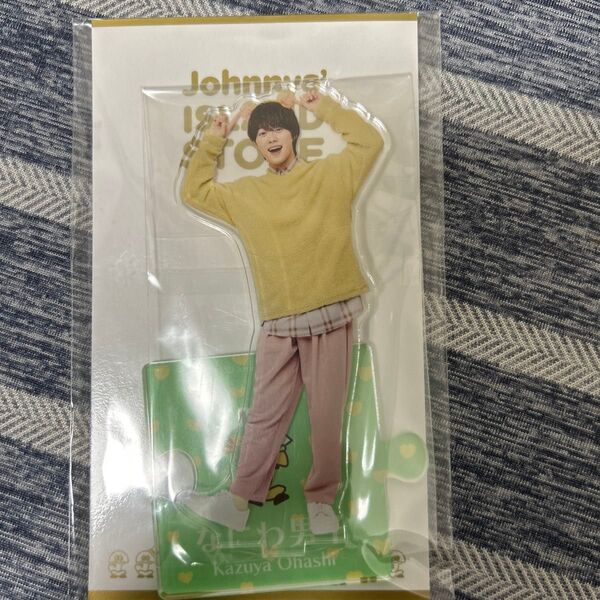 Johnnys'
ISLAND
STORE
なにわ男子
Kazuya Ohashi